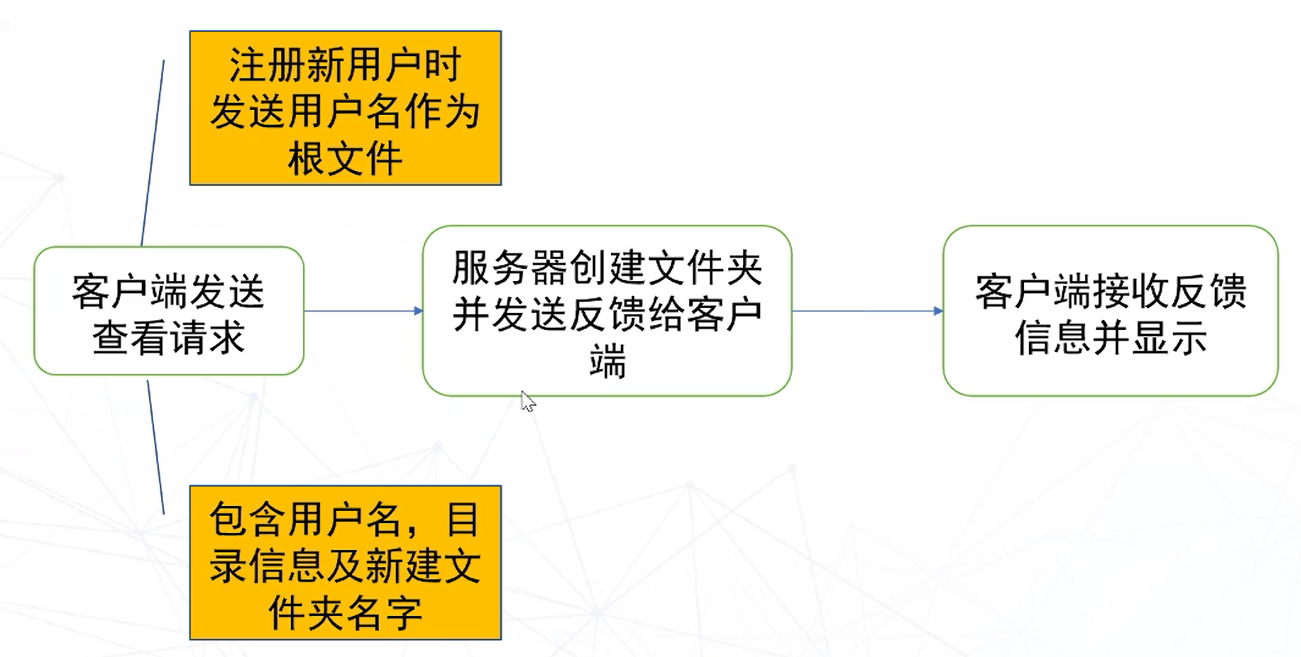 注册新用户时
发送用户名作为
根文件
客户端发送
查看请求
服务器创建文件夹
并发送反馈给客户
端
客户端接收反馈
信息并显示
包含用户名，目
录信息及新建文
件夹名字